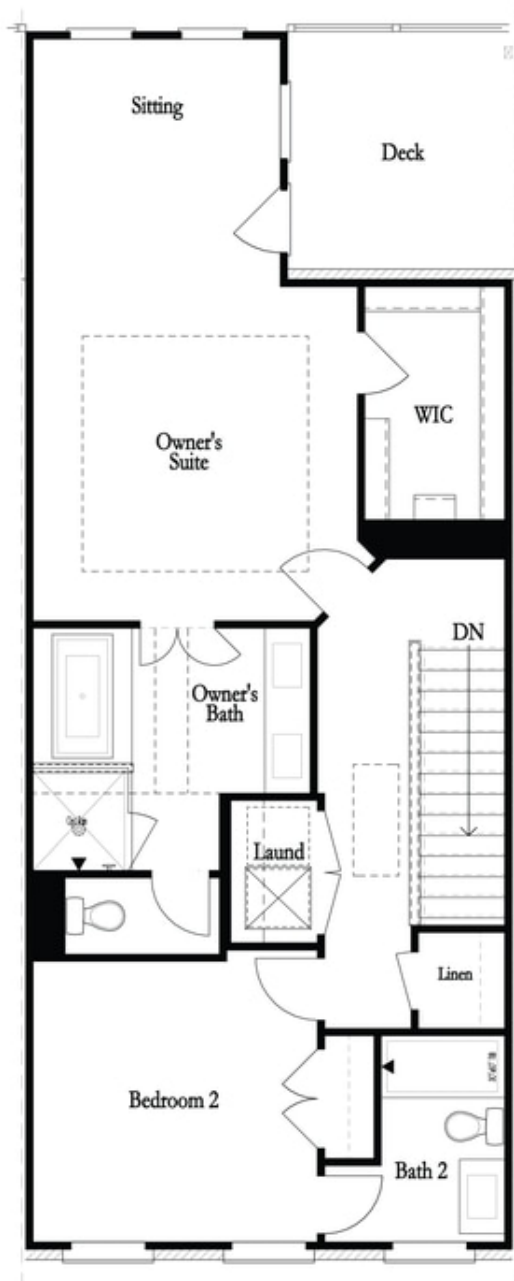 Sitting
Deck
WIC
Owner's
Suite
DN
Owner's
Bath
Laund
Linen
Bedroom 2
Bath 2